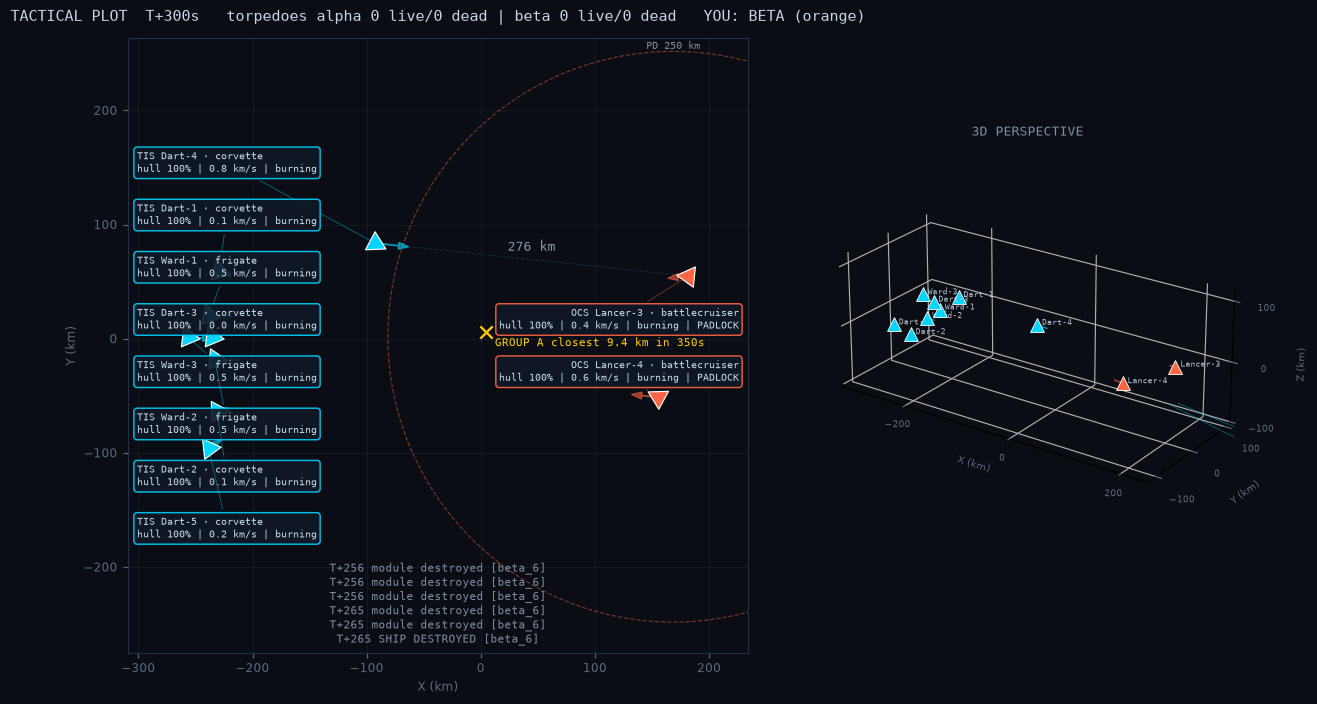 TACTICAL PLOT  T+300s   torpedoes alpha 0 live/0 dead | beta 0 live/0 dead   YOU: BETA (orange)
PD 250 km
200
100
0
−100
−200
Y (km)
TIS Dart-4 · corvette
hull 100% | 0.8 km/s | burning
TIS Dart-1 · corvette
hull 100% | 0.1 km/s | burning
TIS Ward-1 · frigate
hull 100% | 0.5 km/s | burning
TIS Dart-3 · corvette
hull 100% | 0.0 km/s | burning
TIS Ward-3 · frigate
hull 100% | 0.5 km/s | burning
TIS Ward-2 · frigate
hull 100% | 0.5 km/s | burning
TIS Dart-2 · corvette
hull 100% | 0.1 km/s | burning
TIS Dart-5 · corvette
hull 100% | 0.2 km/s | burning
276 km
OCS Lancer-3 · battlecruiser
hull 100% | 0.4 km/s | burning | PADLOCK
GROUP A closest 9.4 km in 350s
OCS Lancer-4 · battlecruiser
hull 100% | 0.6 km/s | burning | PADLOCK
T+256 module destroyed [beta_6]
T+256 module destroyed [beta_6]
T+256 module destroyed [beta_6]
T+265 module destroyed [beta_6]
T+265 module destroyed [beta_6]
T+265 SHIP DESTROYED [beta_6]
−300
−200
−100
0
100
200
X (km)
3D PERSPECTIVE
Ward-3
Ward-1
Dart-2
Dart-4
Lancer-3
Lancer-4
−200
0
200
X (km)
−100
0
100
Y (km)
100
0
−100
Z (km)